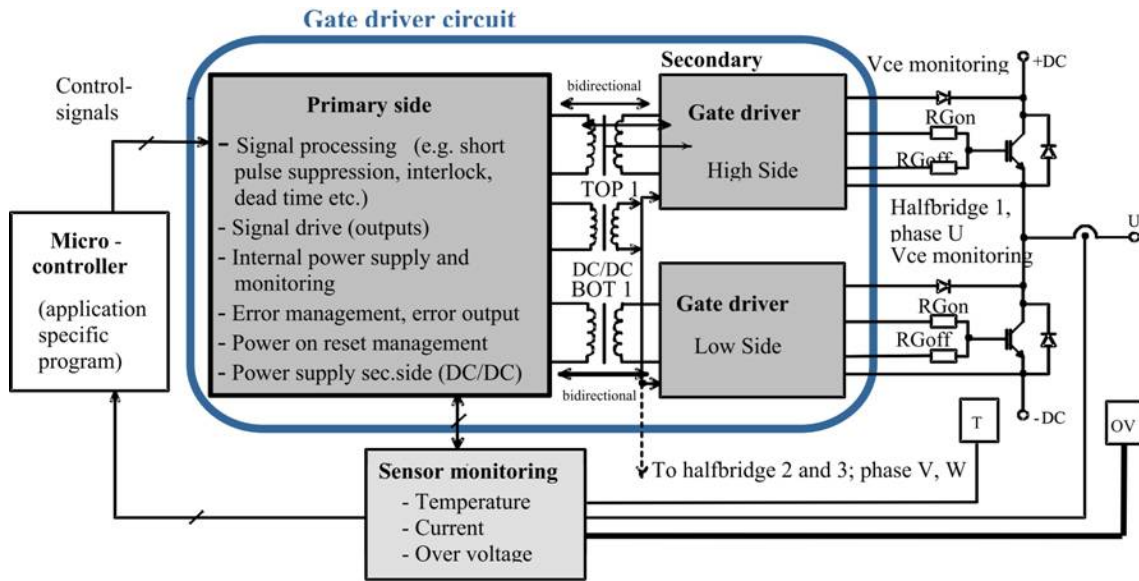 Gate driver circuit
Control-
signals
Primary side
- Signal processing (e.g. short
pulse suppression, interlock,
dead time etc.)
- Signal drive (outputs)
- Internal power supply and
monitoring
- Error management, error output
- Power on reset management
- Power supply sec.side (DC/DC)
Micro -
controller
(application
specific
program)
bidirectional
TOP 1
DC/DC
BOT 1
bidirectional
Secondary
Gate driver
High Side
Gate driver
Low Side
Vce monitoring
+DC
RGon
RGoff
Halfbridge 1,
phase U
U
Vce monitoring
RGon
RGoff
-DC
T
OV
To halfbridge 2 and 3; phase V, W
Sensor monitoring
- Temperature
- Current
- Over voltage